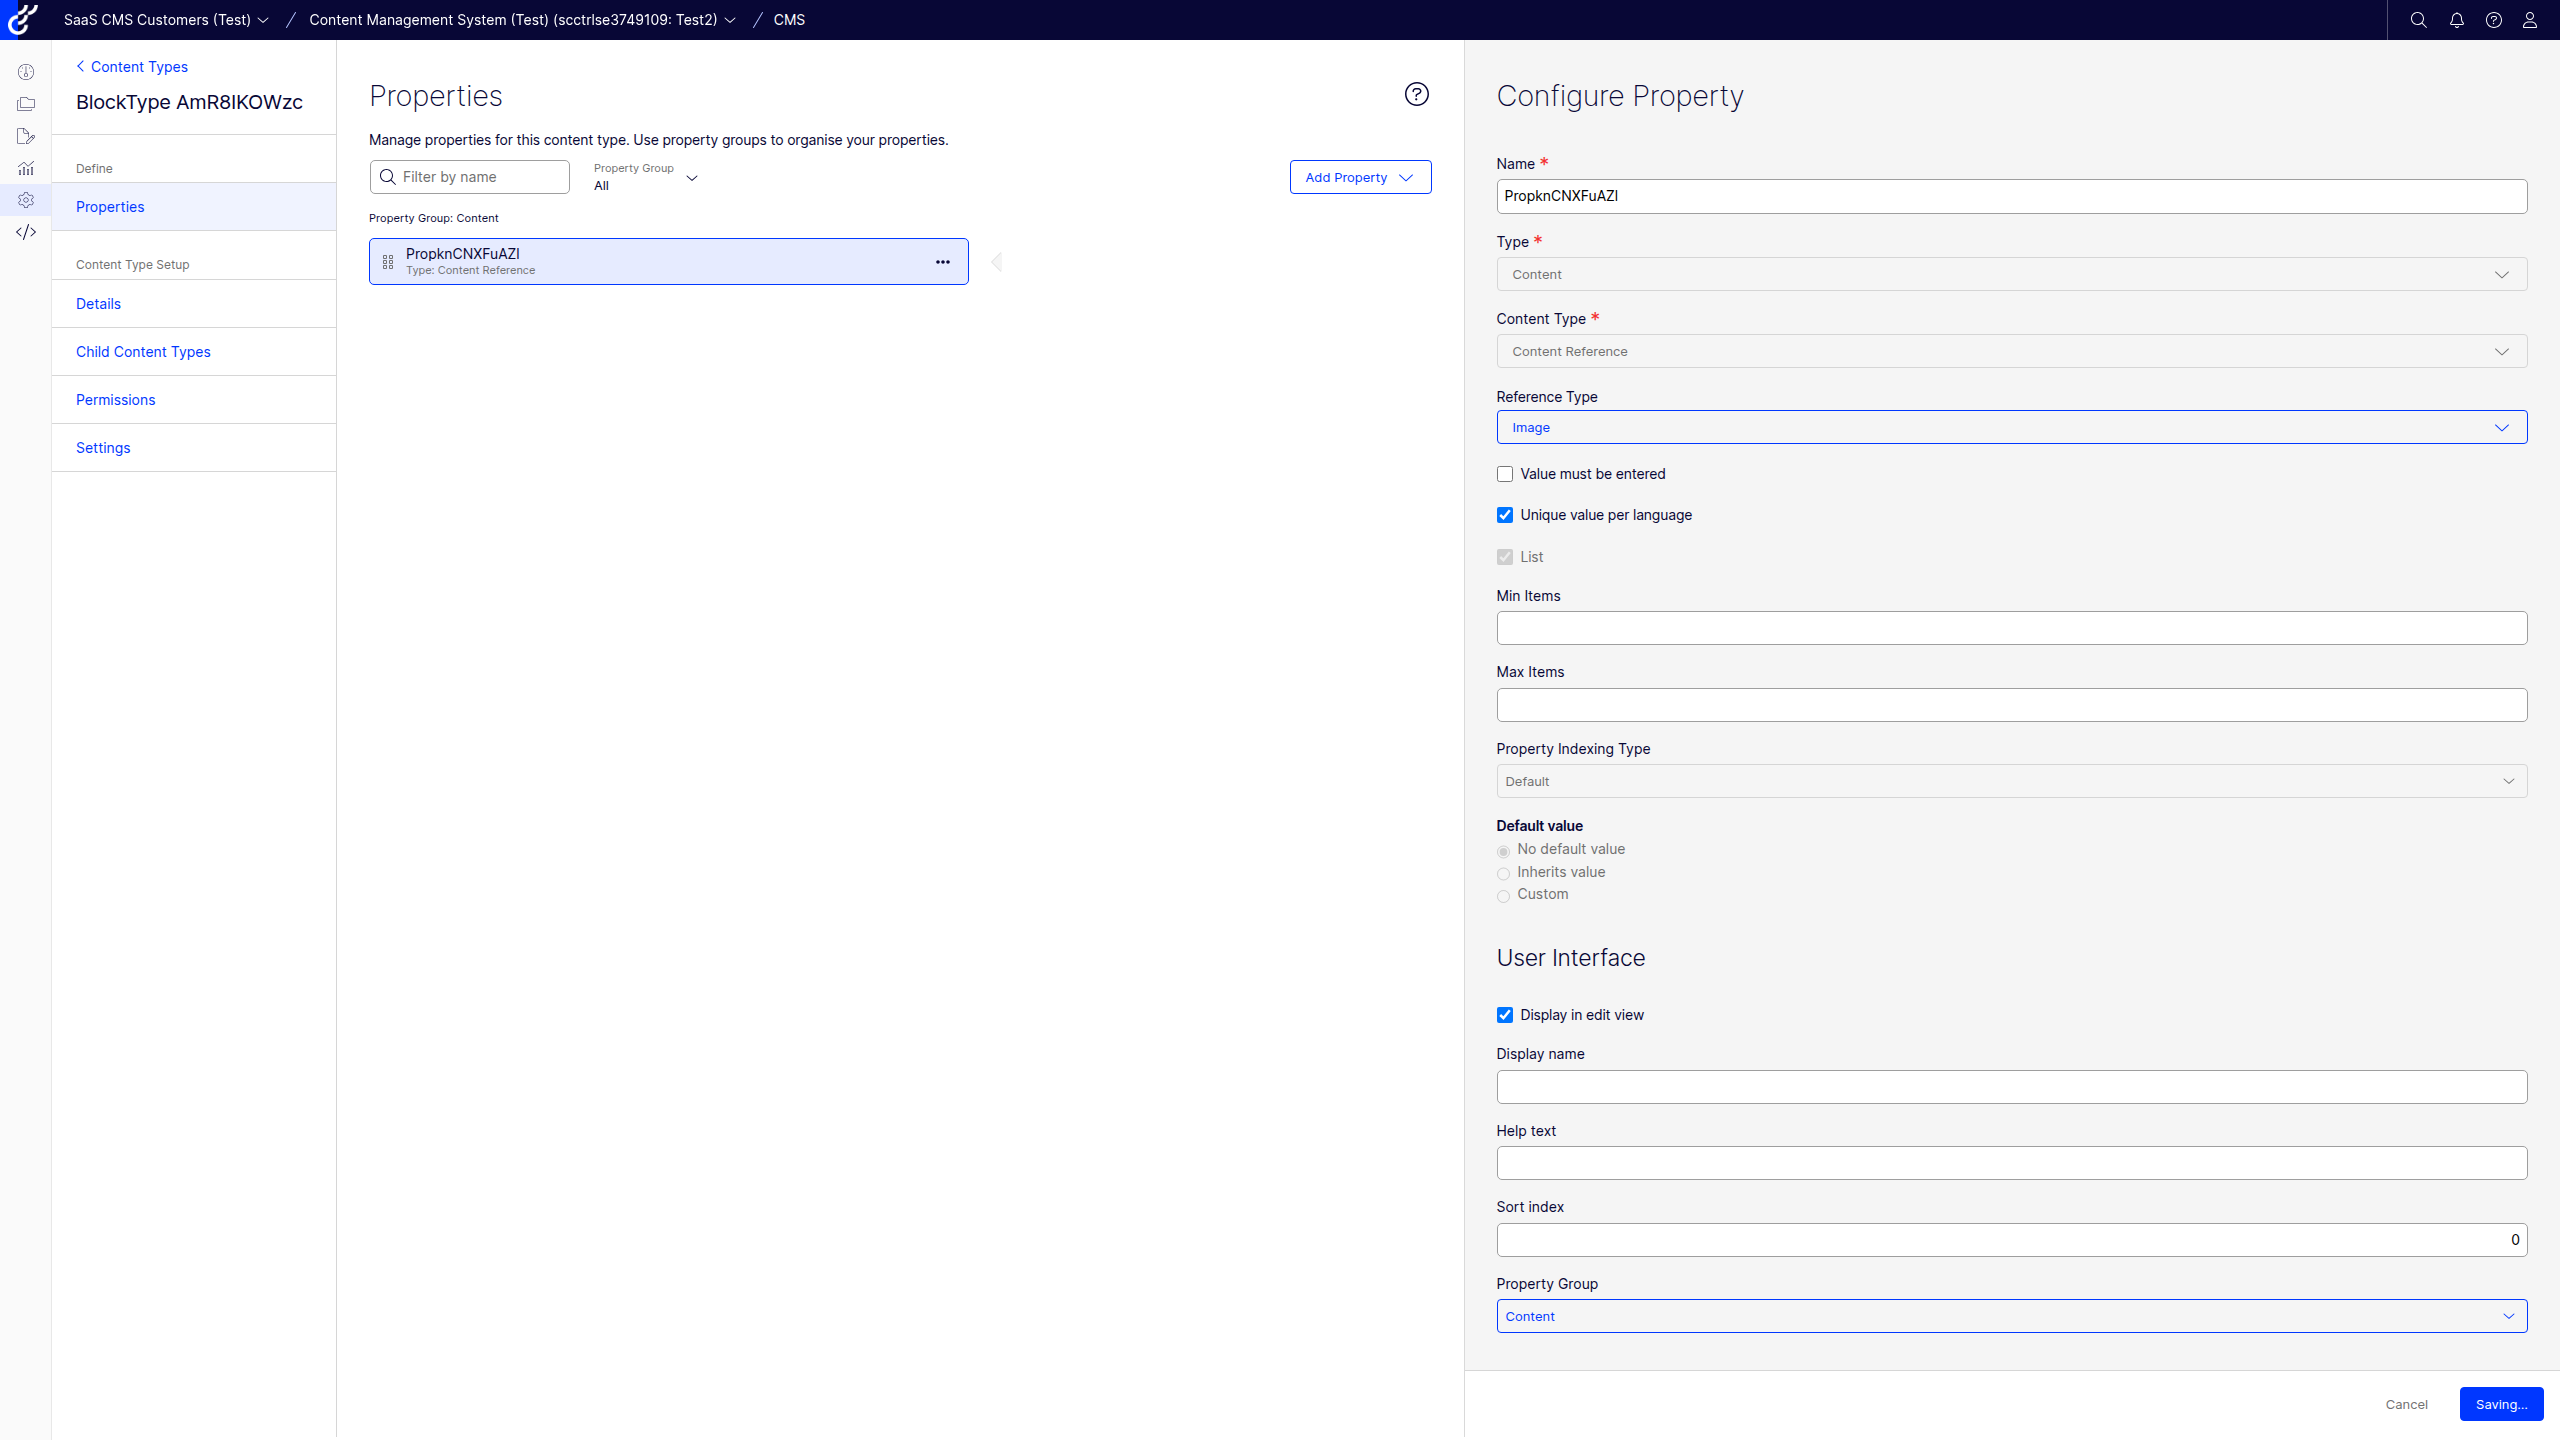 SaaS CMS Customers (Test) / Content Management System (Test) (scctrlse3749109: Test2) / CMS
Content Types
BlockType AmR8IKOWzc
Define
Properties
Content Type Setup
Details
Child Content Types
Permissions
Settings
Properties
Manage properties for this content type. Use property groups to organise your properties.
Filter by name
Property Group
All
Add Property
Property Group: Content
PropknCNXFuAZI
Type: Content Reference
Configure Property
Name *
PropknCNXFuAZI
Type *
Content
Content Type *
Content Reference
Reference Type
Image
Value must be entered
Unique value per language
List
Min Items
Max Items
Property Indexing Type
Default
Default value
No default value
Inherits value
Custom
User Interface
Display in edit view
Display name
Help text
Sort index
0
Property Group
Content
Cancel
Saving...